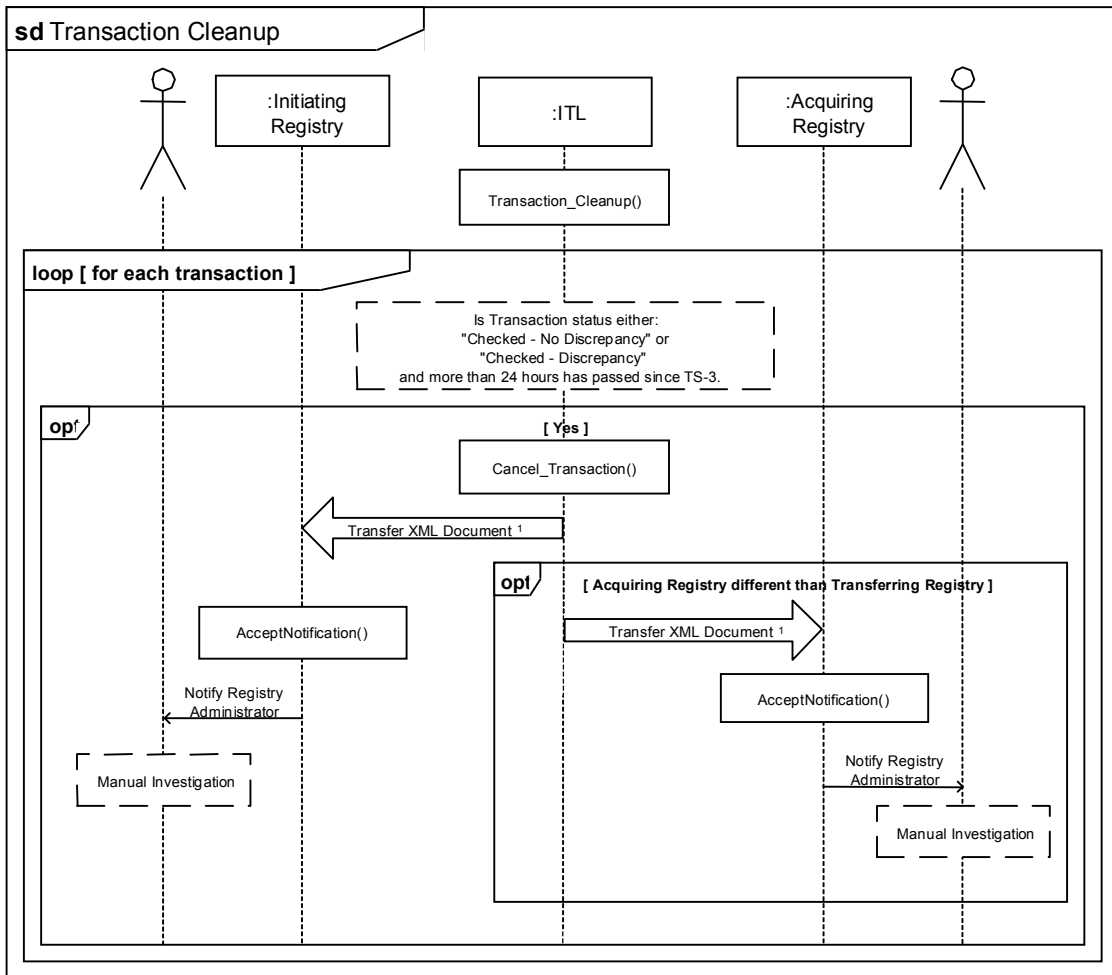 sd Transaction Cleanup
:Initiating
Registry
:ITL
:Acquiring
Registry
Transaction_Cleanup()
loop [ for each transaction ]
Is Transaction status either:
"Checked - No Discrepancy" or
"Checked - Discrepancy"
and more than 24 hours has passed since TS-3.
opt
[ Yes ]
Cancel_Transaction()
Transfer XML Document 1
opt
[ Acquiring Registry different than Transferring Registry ]
Transfer XML Document 1
AcceptNotification()
AcceptNotification()
Notify Registry
Administrator
Manual Investigation
Notify Registry
Administrator
Manual Investigation